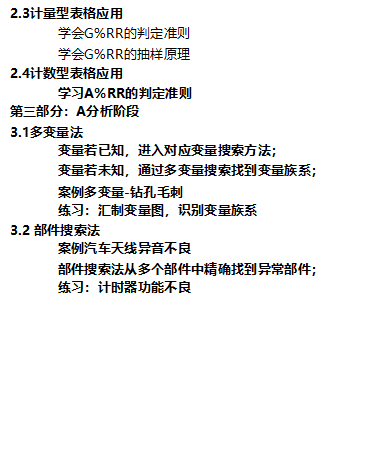 2.3计量型表格应用
学会G%RR的判定准则
学会G%RR的抽样原理
2.4计数型表格应用
学习A%RR的判定准则
第三部分：A分析阶段
3.1多变量法
变量若已知，进入对应变量搜索方法；
变量若未知，通过多变量搜索找到变量族系；
案例多变量-钻孔毛刺
练习：汇制变量图，识别变量族系
3.2 部件搜索法
案例汽车天线异音不良
部件搜索法从多个部件中精确找到异常部件；
练习：计时器功能不良